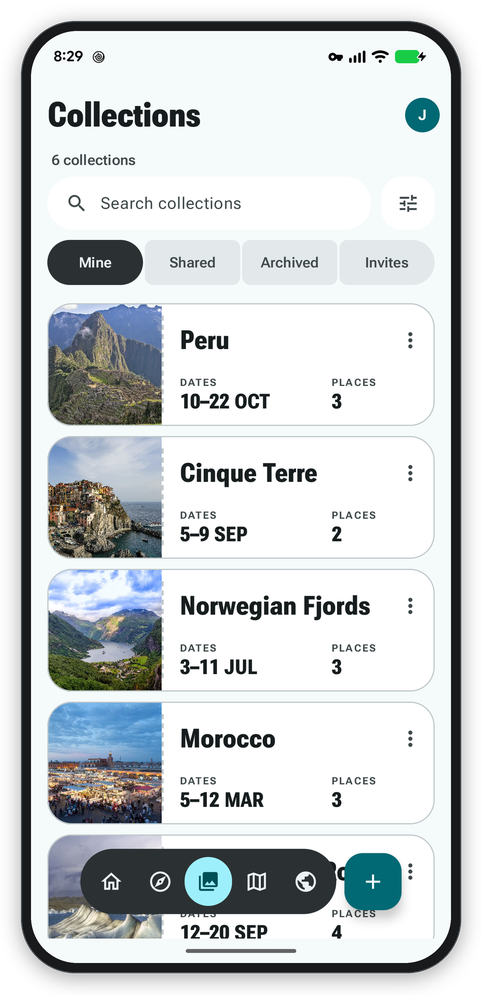 8:29
Collections
J
6 collections
Search collections
Mine Shared Archived Invites
Peru
DATES PLACES
10–22 OCT 3
Cinque Terre
DATES PLACES
5–9 SEP 2
Norwegian Fjords
DATES PLACES
3–11 JUL 3
Morocco
DATES PLACES
5–12 MAR 3
DATES PLACES
12–20 SEP 4